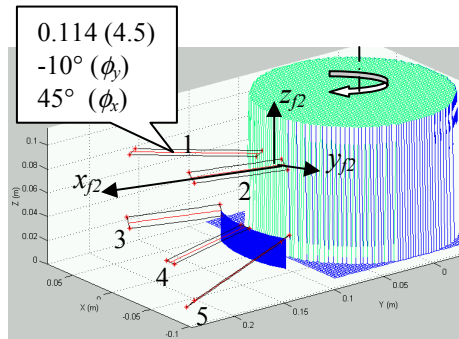 0.114 (4.5)
-10° (ϕy)
45° (ϕx)
zf2
yf2
xf2
1
2
3
4
5
0.1
0.08
0.06
0.04
0.02
0
Z (m)
0.05
0
-0.05
-0.1
X (m)
0.2
0.15
0.1
0.05
0
Y (m)